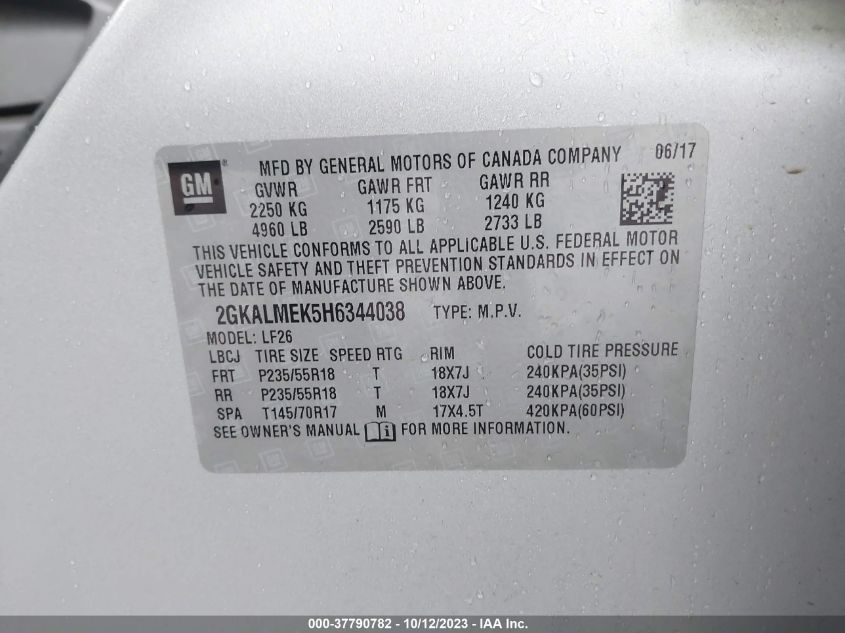 GM ® MFD BY GENERAL MOTORS OF CANADA COMPANY 06/17
GVWR GAWR FRT GAWR RR
2250 KG 1175 KG 1240 KG
4960 LB 2590 LB 2733 LB
THIS VEHICLE CONFORMS TO ALL APPLICABLE U.S. FEDERAL MOTOR
VEHICLE SAFETY AND THEFT PREVENTION STANDARDS IN EFFECT ON
THE DATE OF MANUFACTURE SHOWN ABOVE.
2GKALMEK5H6344038 TYPE: M.P.V.
MODEL: LF26
LBCJ TIRE SIZE SPEED RTG RIM COLD TIRE PRESSURE
FRT P235/55R18 T 18X7J 240KPA(35PSI)
RR P235/55R18 T 18X7J 240KPA(35PSI)
SPA T145/70R17 M 17X4.5T 420KPA(60PSI)
SEE OWNER'S MANUAL FOR MORE INFORMATION.
000-37790782 - 10/12/2023 - IAA Inc.